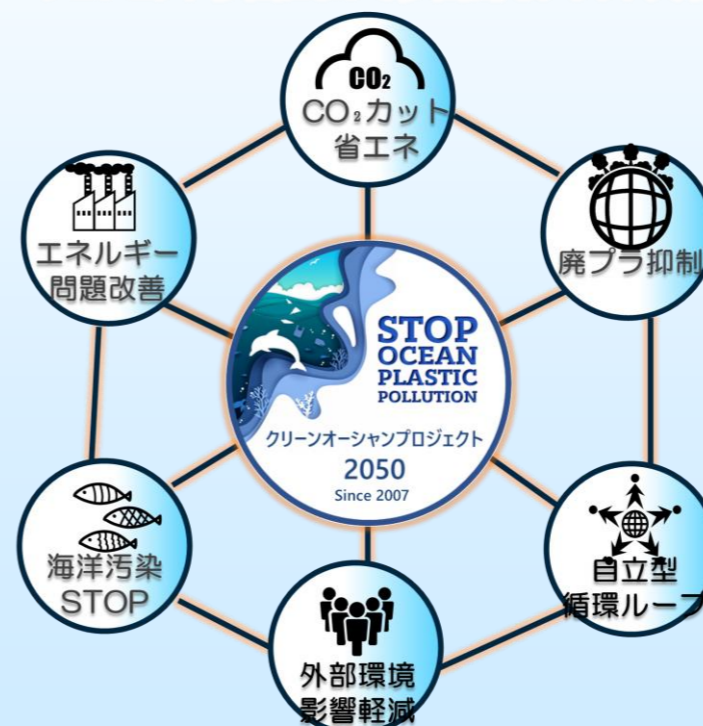 CO₂
CO₂カット
省エネ
エネルギー
問題改善
廃プラ抑制
STOP
OCEAN
PLASTIC
POLLUTION
クリーンオーシャンプロジェクト
2050
Since 2007
海洋汚染
STOP
自立型
循環ループ
外部環境
影響軽減